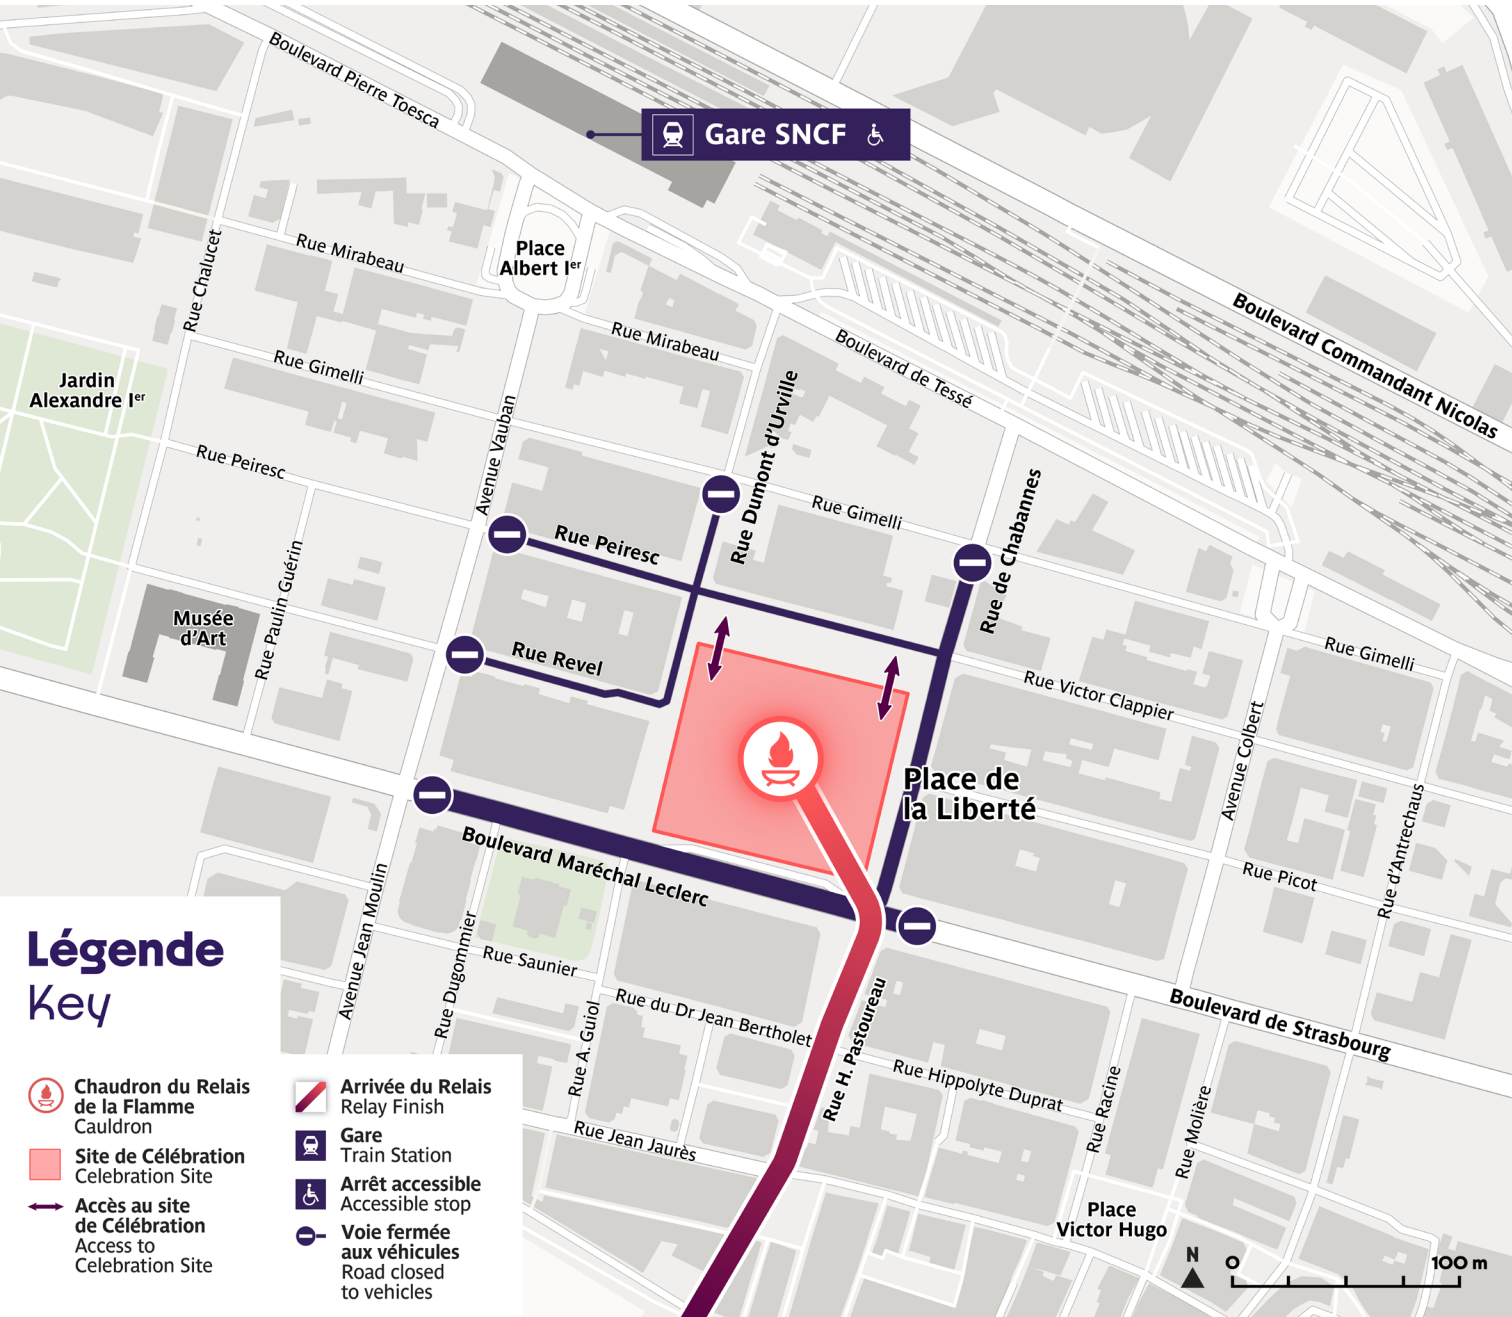 Boulevard Pierre Toesca
Gare SNCF
Place
Albert Iᵉʳ
Rue Mirabeau
Rue Chalucet
Rue Mirabeau
Boulevard Commandant Nicolas
Boulevard de Tessé
Rue Gimelli
Jardin
Alexandre Iᵉʳ
Avenue Vauban
Rue Dumont d'Urville
Rue Peiresc
Rue de Chabannes
Rue Gimelli
Rue Peiresc
Rue Paulin Guérin
Musée
d'Art
Rue Revel
Rue Gimelli
Rue Victor Clappier
Avenue Colbert
Place de
la Liberté
Rue d'Antrechaus
Boulevard Maréchal Leclerc
Rue Picot
Avenue Jean Moulin
Rue Dugommier
Rue Saunier
Rue A. Guiol
Rue du Dr Jean Bertholet
Rue H. Pastoureau
Boulevard de Strasbourg
Rue Hippolyte Duprat
Rue Racine
Rue Molière
Rue Jean Jaurès
Place
Victor Hugo
N
0
100 m
Légende
Key
Chaudron du Relais
de la Flamme
Cauldron
Site de Célébration
Celebration Site
Accès au site
de Célébration
Access to
Celebration Site
Arrivée du Relais
Relay Finish
Gare
Train Station
Arrêt accessible
Accessible stop
Voie fermée
aux véhicules
Road closed
to vehicles